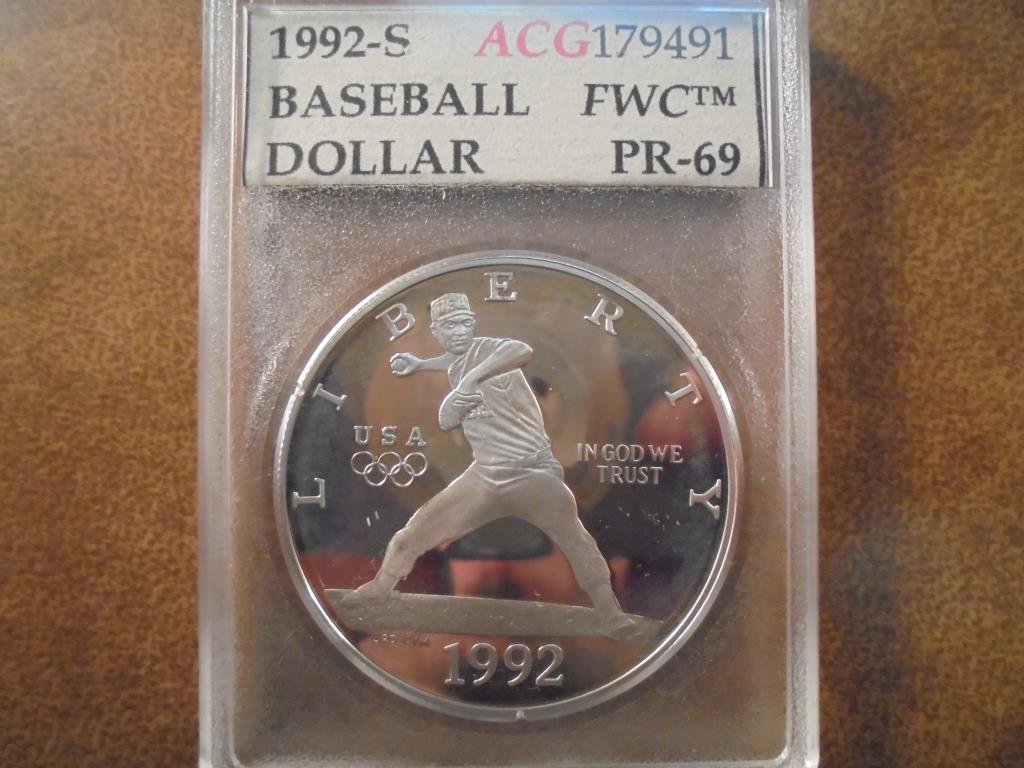 1992-S ACG179491
BASEBALL FWC™
DOLLAR PR-69
LIBERTY
USA
IN GOD WE
TRUST
1992